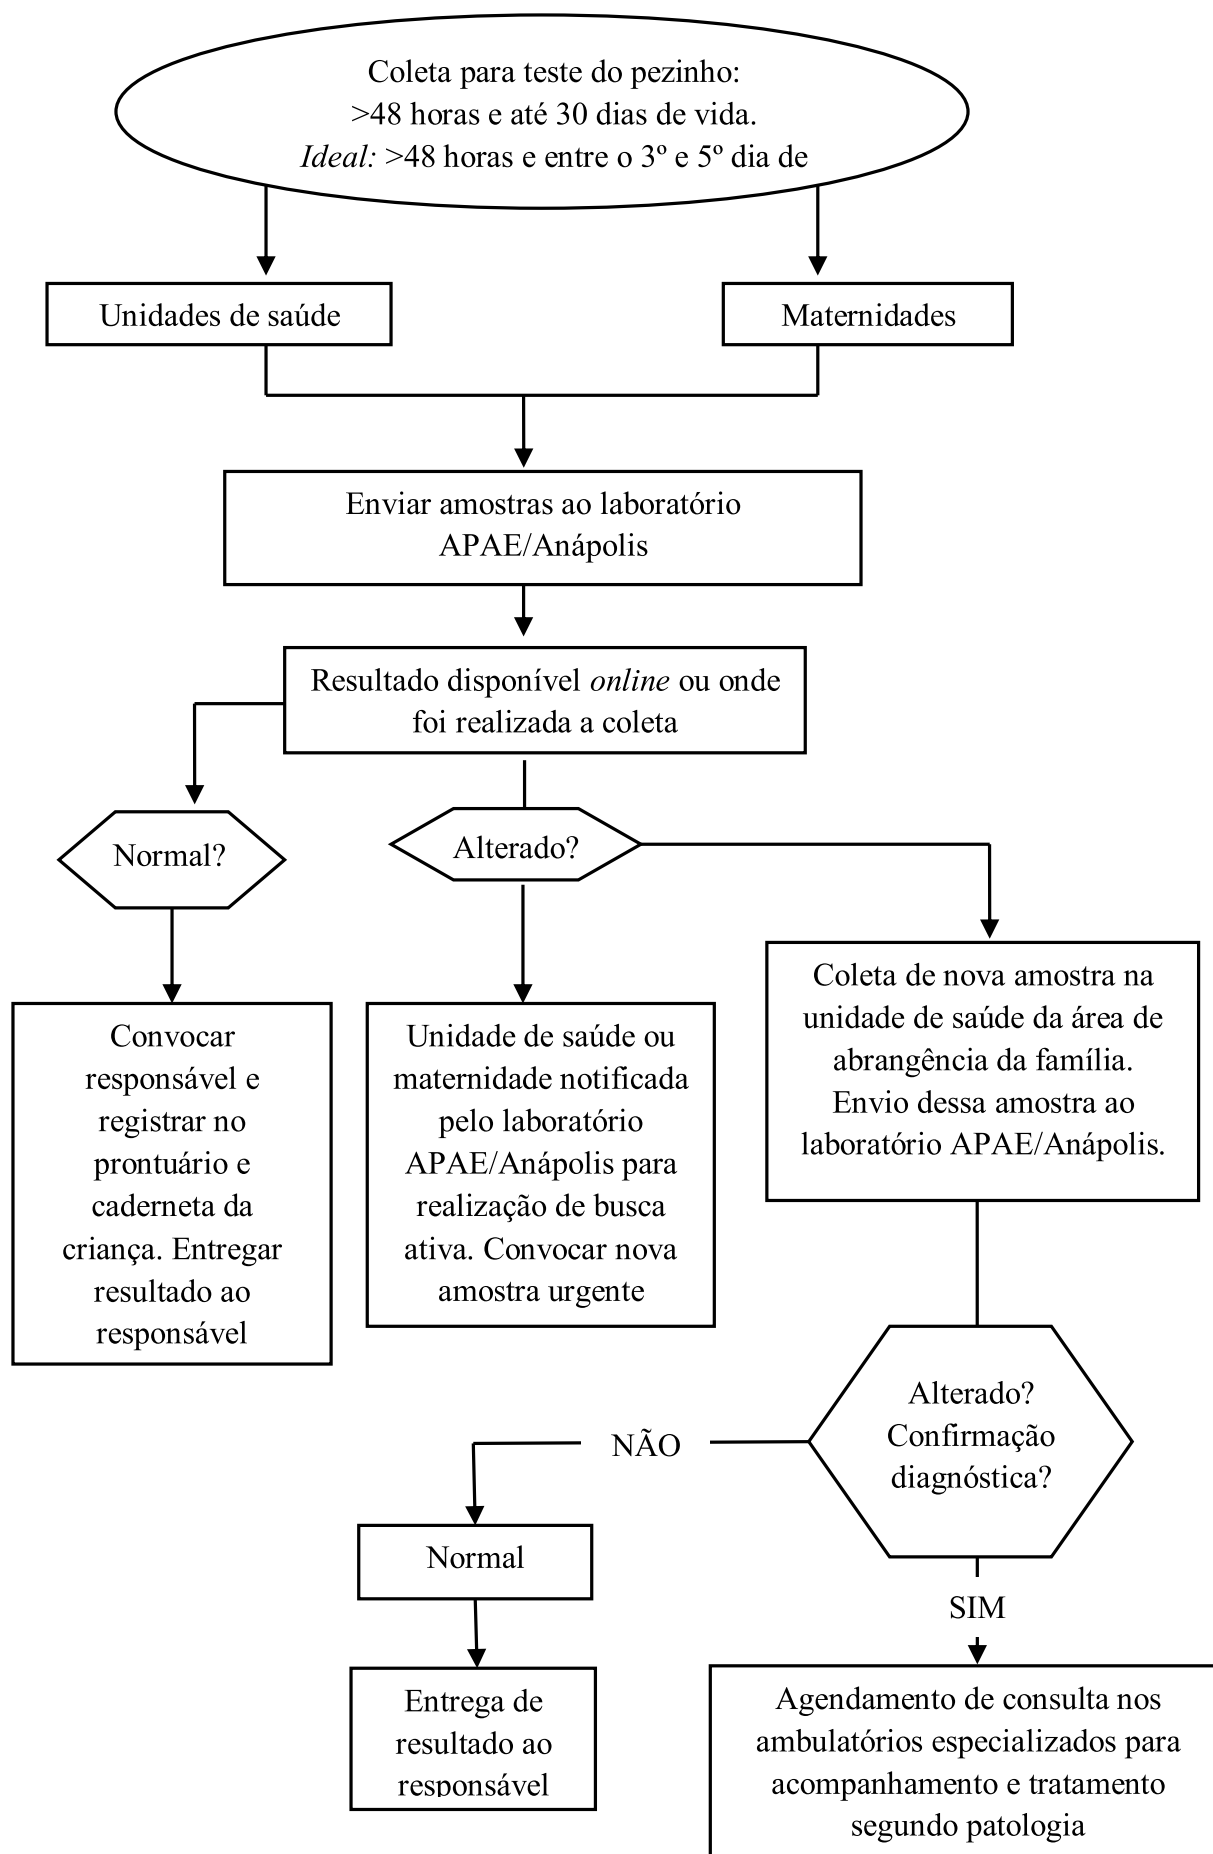 Coleta para teste do pezinho:
>48 horas e até 30 dias de vida.
Ideal: >48 horas e entre o 3º e 5º dia de
Unidades de saúde
Maternidades
Enviar amostras ao laboratório
APAE/Anápolis
Resultado disponível online ou onde
foi realizada a coleta
Normal?
Alterado?
Convocar
responsável e
registrar no
prontuário e
caderneta da
criança. Entregar
resultado ao
responsável
Unidade de saúde ou
maternidade notificada
pelo laboratório
APAE/Anápolis para
realização de busca
ativa. Convocar nova
amostra urgente
Coleta de nova amostra na
unidade de saúde da área de
abrangência da família.
Envio dessa amostra ao
laboratório APAE/Anápolis.
Alterado?
Confirmação
diagnóstica?
NÃO
Normal
Entrega de
resultado ao
responsável
SIM
Agendamento de consulta nos
ambulatórios especializados para
acompanhamento e tratamento
segundo patologia